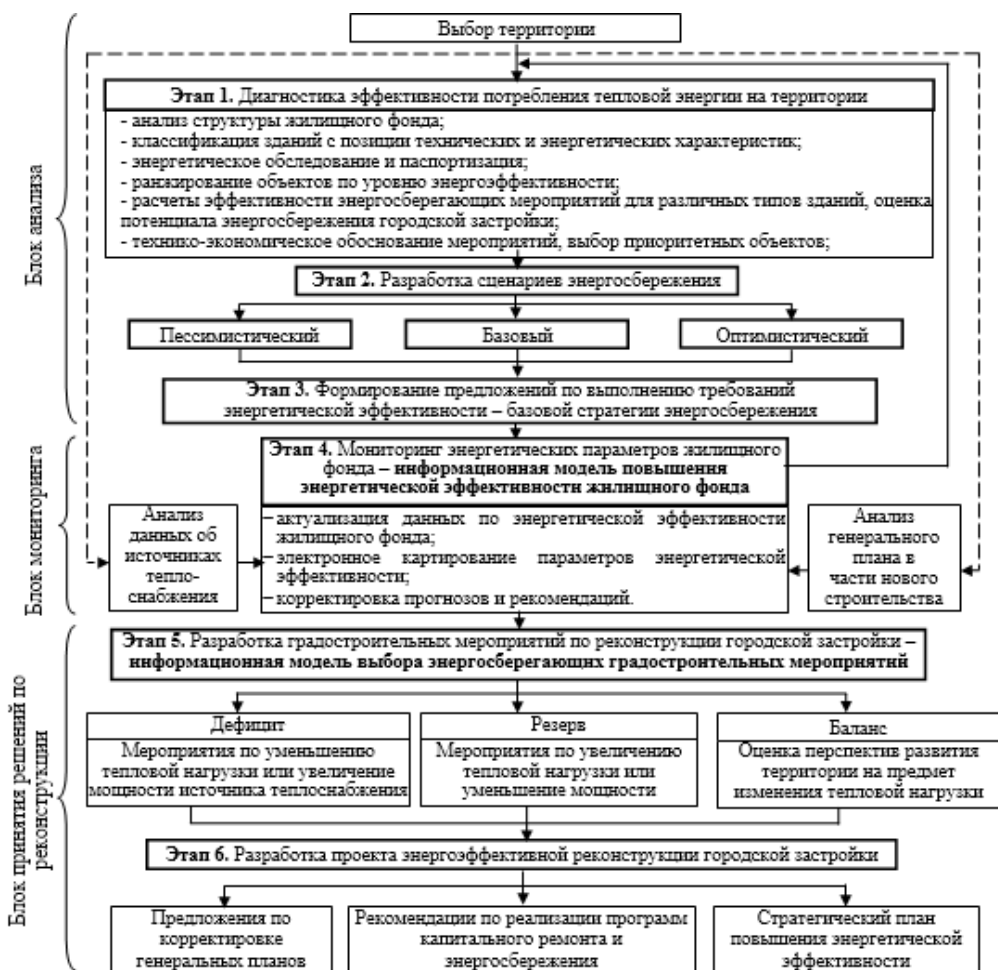 Выбор территории
Этап 1. Диагностика эффективности потребления тепловой энергии на территории
- анализ структуры жилищного фонда;
- классификация зданий с позиции технических и энергетических характеристик;
- энергетическое обследование и паспортизация;
- ранжирование объектов по уровню энергоэффективности;
- расчеты эффективности энергосберегающих мероприятий для различных типов зданий, оценка
потенциала энергосбережения городской застройки;
- технико-экономическое обоснование мероприятий, выбор приоритетных объектов;
Этап 2. Разработка сценариев энергосбережения
Пессимистический
Базовый
Оптимистический
Этап 3. Формирование предложений по выполнению требований
энергетической эффективности – базовой стратегии энергосбережения
Блок анализа
Этап 4. Мониторинг энергетических параметров жилищного
фонда – информационная модель повышения
энергетической эффективности жилищного фонда
– актуализация данных по энергетической эффективности
жилищного фонда;
– электронное картирование параметров энергетической
эффективности;
– корректировка прогнозов и рекомендаций.
Анализ
данных об
источниках
тепло-
снабжения
Анализ
генерального
плана в
части нового
строительства
Блок мониторинга
Этап 5. Разработка градостроительных мероприятий по реконструкции городской застройки –
информационная модель выбора энергосберегающих градостроительных мероприятий
Дефицит
Мероприятия по уменьшению
тепловой нагрузки или увеличение
мощности источника теплоснабжения
Резерв
Мероприятия по увеличению
тепловой нагрузки или
уменьшение мощности
Баланс
Оценка перспектив развития
территории на предмет
изменения тепловой нагрузки
Этап 6. Разработка проекта энергоэффективной реконструкции городской застройки
Предложения по
корректировке
генеральных планов
Рекомендации по реализации программ
капитального ремонта и
энергосбережения
Стратегический план
повышения энергетической
эффективности
Блок принятия решений по
реконструкции